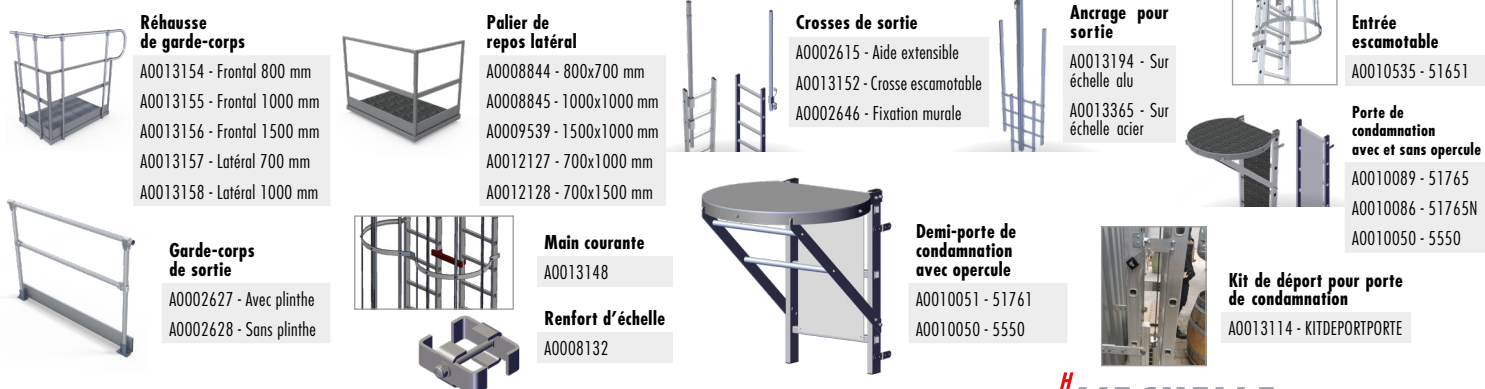 Réhausse
de garde-corps
A0013154 - Frontal 800 mm
A0013155 - Frontal 1000 mm
A0013156 - Frontal 1500 mm
A0013157 - Latéral 700 mm
A0013158 - Latéral 1000 mm
Palier de
repos latéral
A0008844 - 800x700 mm
A0008845 - 1000x1000 mm
A0009539 - 1500x1000 mm
A0012127 - 700x1000 mm
A0012128 - 700x1500 mm
Crosses de sortie
A0002615 - Aide extensible
A0013152 - Crosse escamotable
A0002646 - Fixation murale
Ancrage pour
sortie
A0013194 - Sur
échelle alu
A0013365 - Sur
échelle acier
Entrée
escamotable
A0010535 - 51651
Porte de
condamnation
avec et sans opercule
A0010089 - 51765
A0010086 - 51765N
A0010050 - 5550
Garde-corps
de sortie
A0002627 - Avec plinthe
A0002628 - Sans plinthe
Main courante
A0013148
Renfort d'échelle
A0008132
Demi-porte de
condamnation
avec opercule
A0010051 - 51761
A0010050 - 5550
Kit de déport pour porte
de condamnation
A0013114 - KITDEPORTPORTE
H